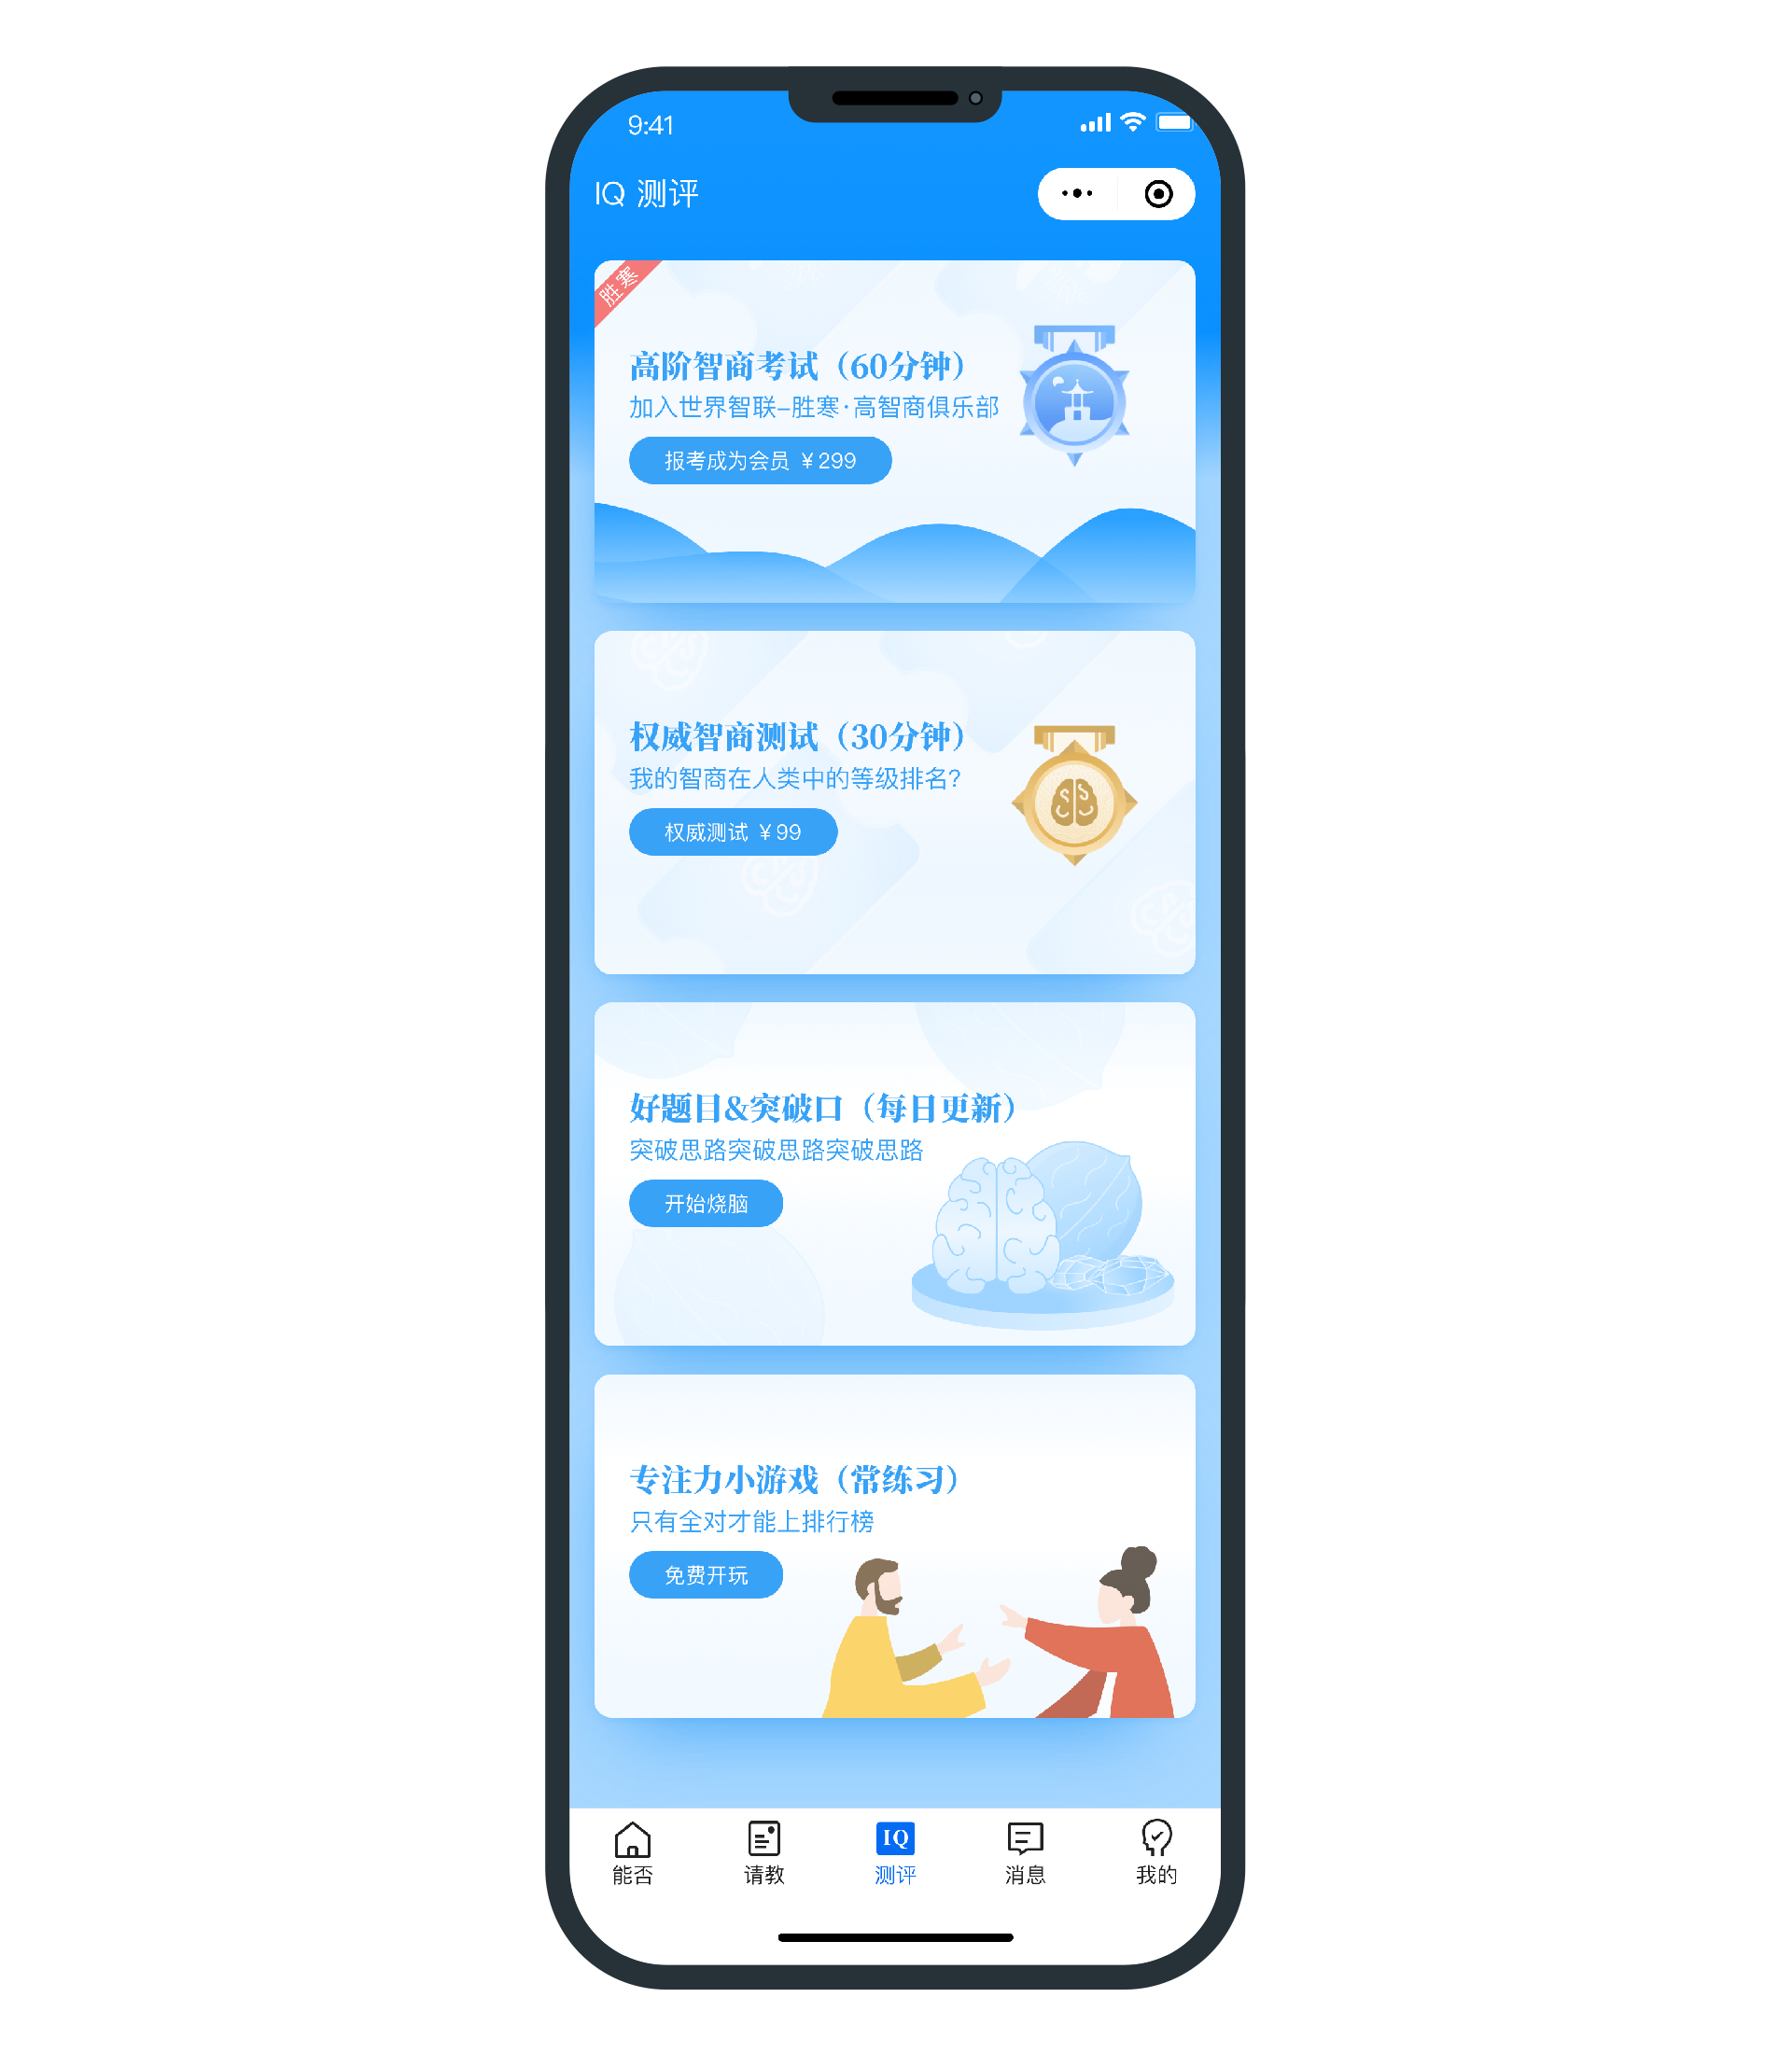 9:41
IQ 测评
胜寒
高阶智商考试（60分钟）
加入世界智联-胜寒·高智商俱乐部
报考成为会员 ￥299
权威智商测试（30分钟）
我的智商在人类中的等级排名？
权威测试 ￥99
好题目&突破口（每日更新）
突破思路突破思路突破思路
开始烧脑
专注力小游戏（常练习）
只有全对才能上排行榜
免费开玩
IQ
能否 请教 测评 消息 我的